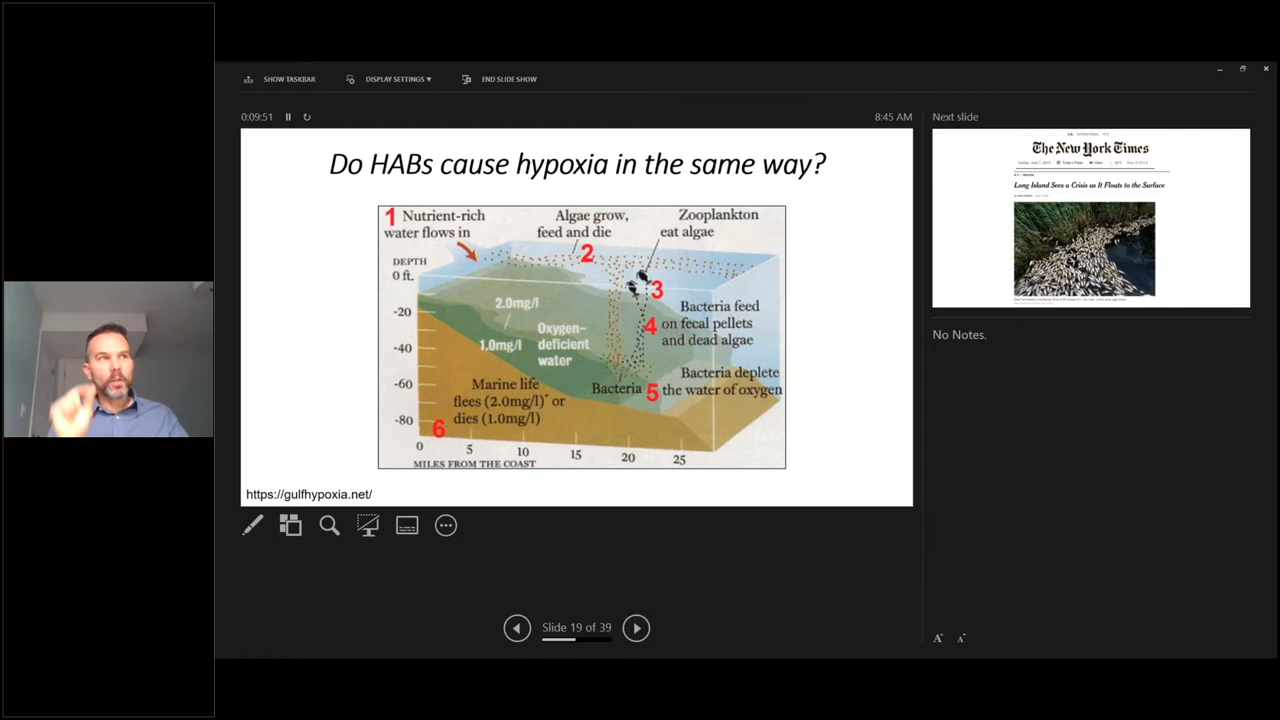 SHOW TASKBAR
DISPLAY SETTINGS ▾
END SLIDE SHOW
0:09:51
8:45 AM
Do HABs cause hypoxia in the same way?
1 Nutrient-rich
water flows in
Algae grow,
feed and die
2
Zooplankton
eat algae
DEPTH
0 ft.
-20
-40
-60
-80
2.0mg/l
1.0mg/l
Oxygen-
deficient
water
3
Bacteria feed
4 on fecal pellets
and dead algae
Bacteria
Bacteria deplete
5 the water of oxygen
Marine life
flees (2.0mg/l)* or
dies (1.0mg/l)
6
0 5 10 15 20 25
MILES FROM THE COAST
https://gulfhypoxia.net/
Slide 19 of 39
Next slide
The New York Times
Long Island Sees a Crisis as It Floats to the Surface
No Notes.
A
A